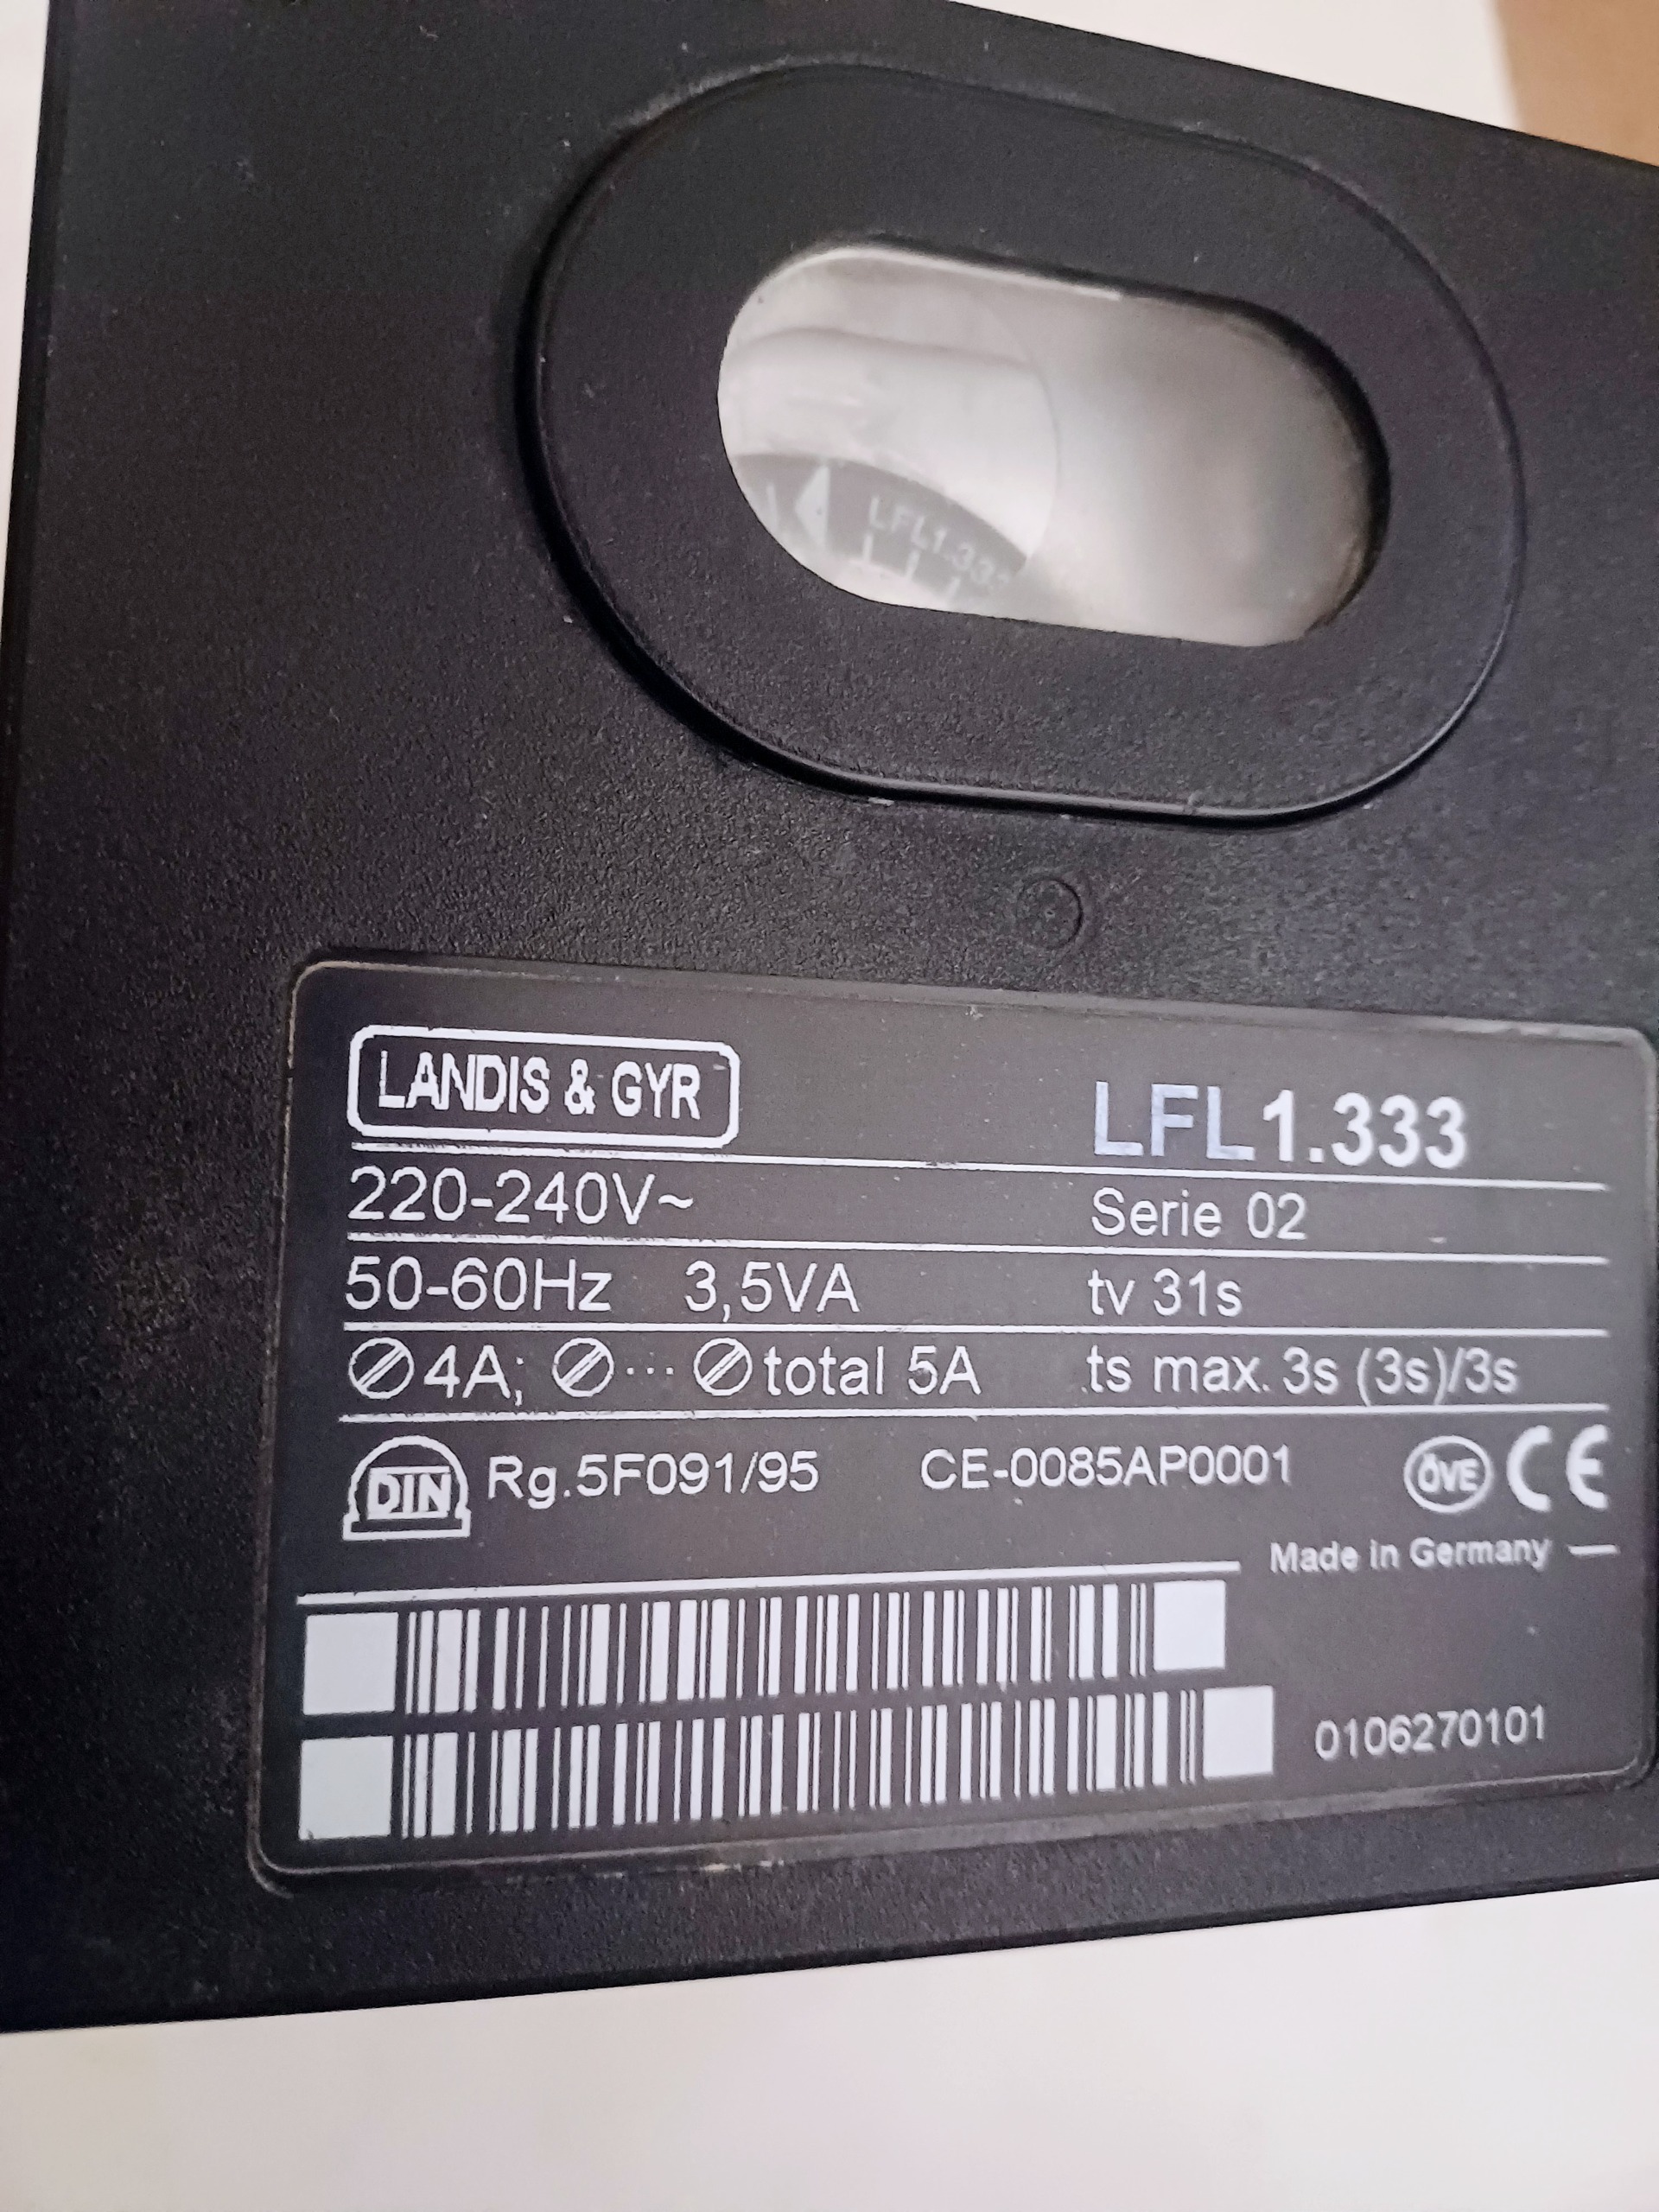 LFL1.333
LANDIS & GYR
LFL1.333
220-240V~
Serie 02
50-60Hz 3,5VA
tv 31s
4A; ... total 5A
ts max. 3s (3s)/3s
DIN Rg.5F091/95 CE-0085AP0001 ÖVE CE
Made in Germany
0106270101